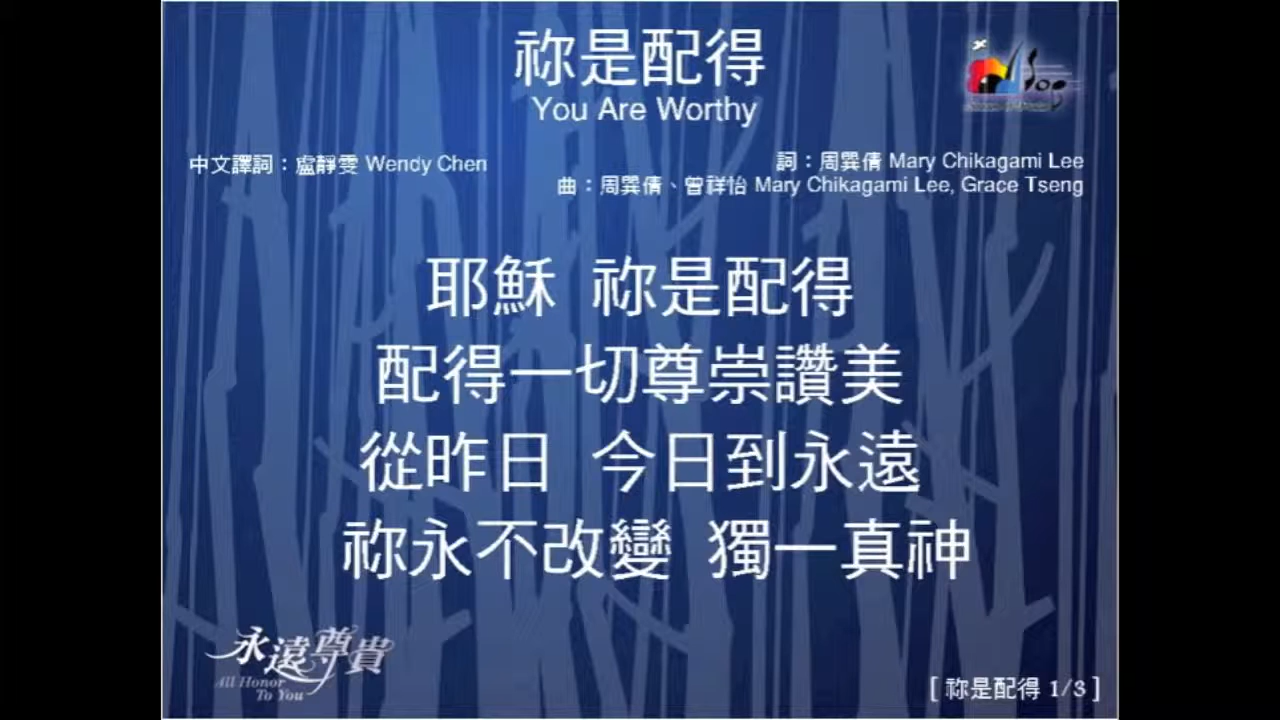 祢是配得
You Are Worthy
中文譯詞：盧靜雯 Wendy Chen
詞：周巽倩 Mary Chikagami Lee
曲：周巽倩、曾祥怡 Mary Chikagami Lee, Grace Tseng
耶穌 祢是配得
配得一切尊崇讚美
從昨日 今日到永遠
祢永不改變 獨一真神
永遠尊貴
All Honor
To You
[ 祢是配得 1/3 ]